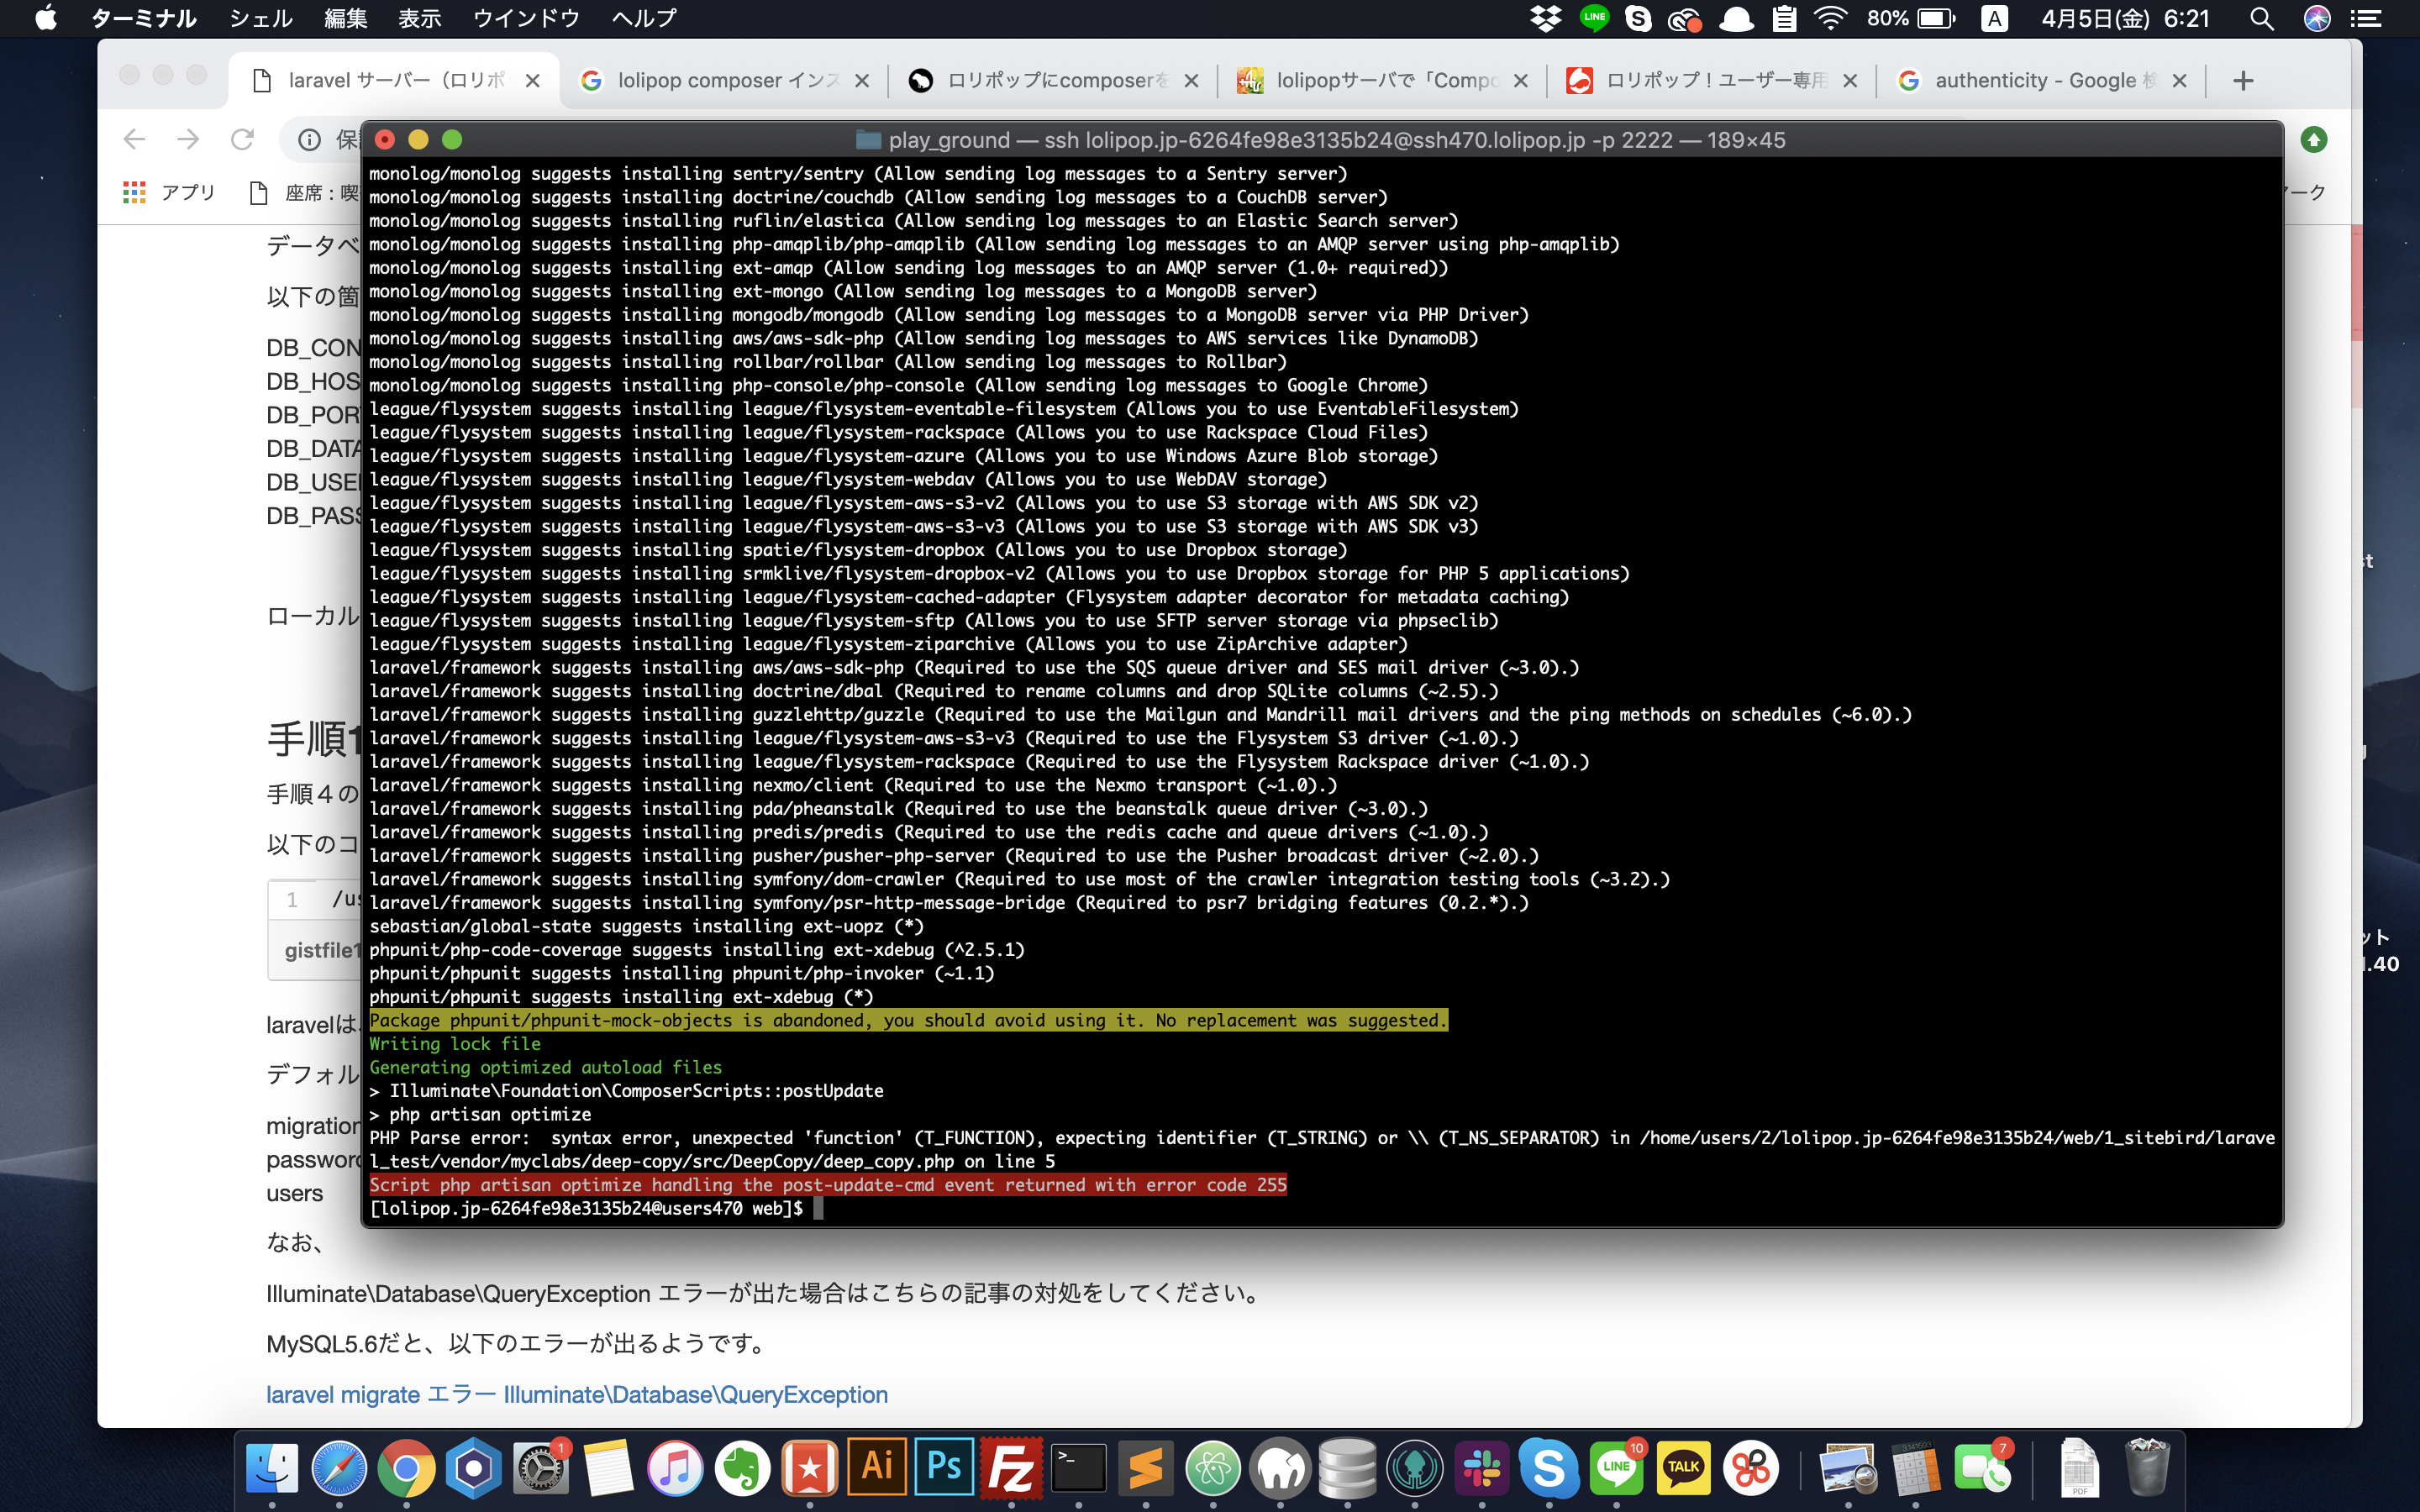 ターミナル シェル 編集 表示 ウインドウ ヘルプ LINE 80% A 4月5日(金) 6:21
laravel サーバー（ロリポ lolipop composer インス ロリポップにcomposerを lolipopサーバで「Compo ロリポップ！ユーザー専用 authenticity - Google 検
play_ground — ssh lolipop.jp-6264fe98e3135b24@ssh470.lolipop.jp -p 2222 — 189×45
アプリ 座席：喫 ーク
monolog/monolog suggests installing sentry/sentry (Allow sending log messages to a Sentry server)
monolog/monolog suggests installing doctrine/couchdb (Allow sending log messages to a CouchDB server)
monolog/monolog suggests installing ruflin/elastica (Allow sending log messages to an Elastic Search server)
monolog/monolog suggests installing php-amqplib/php-amqplib (Allow sending log messages to an AMQP server using php-amqplib)
monolog/monolog suggests installing ext-amqp (Allow sending log messages to an AMQP server (1.0+ required))
monolog/monolog suggests installing ext-mongo (Allow sending log messages to a MongoDB server)
monolog/monolog suggests installing mongodb/mongodb (Allow sending log messages to a MongoDB server via PHP Driver)
monolog/monolog suggests installing aws/aws-sdk-php (Allow sending log messages to AWS services like DynamoDB)
monolog/monolog suggests installing rollbar/rollbar (Allow sending log messages to Rollbar)
monolog/monolog suggests installing php-console/php-console (Allow sending log messages to Google Chrome)
league/flysystem suggests installing league/flysystem-eventable-filesystem (Allows you to use EventableFilesystem)
league/flysystem suggests installing league/flysystem-rackspace (Allows you to use Rackspace Cloud Files)
league/flysystem suggests installing league/flysystem-azure (Allows you to use Windows Azure Blob storage)
league/flysystem suggests installing league/flysystem-webdav (Allows you to use WebDAV storage)
league/flysystem suggests installing league/flysystem-aws-s3-v2 (Allows you to use S3 storage with AWS SDK v2)
league/flysystem suggests installing league/flysystem-aws-s3-v3 (Allows you to use S3 storage with AWS SDK v3)
league/flysystem suggests installing spatie/flysystem-dropbox (Allows you to use Dropbox storage)
league/flysystem suggests installing srmklive/flysystem-dropbox-v2 (Allows you to use Dropbox storage for PHP 5 applications)
league/flysystem suggests installing league/flysystem-cached-adapter (Flysystem adapter decorator for metadata caching)
league/flysystem suggests installing league/flysystem-sftp (Allows you to use SFTP server storage via phpseclib)
league/flysystem suggests installing league/flysystem-ziparchive (Allows you to use ZipArchive adapter)
laravel/framework suggests installing aws/aws-sdk-php (Required to use the SQS queue driver and SES mail driver (~3.0).)
laravel/framework suggests installing doctrine/dbal (Required to rename columns and drop SQLite columns (~2.5).)
laravel/framework suggests installing guzzlehttp/guzzle (Required to use the Mailgun and Mandrill mail drivers and the ping methods on schedules (~6.0).)
laravel/framework suggests installing league/flysystem-aws-s3-v3 (Required to use the Flysystem S3 driver (~1.0).)
laravel/framework suggests installing league/flysystem-rackspace (Required to use the Flysystem Rackspace driver (~1.0).)
laravel/framework suggests installing nexmo/client (Required to use the Nexmo transport (~1.0).)
laravel/framework suggests installing pda/pheanstalk (Required to use the beanstalk queue driver (~3.0).)
laravel/framework suggests installing predis/predis (Required to use the redis cache and queue drivers (~1.0).)
laravel/framework suggests installing pusher/pusher-php-server (Required to use the Pusher broadcast driver (~2.0).)
laravel/framework suggests installing symfony/dom-crawler (Required to use most of the crawler integration testing tools (~3.2).)
laravel/framework suggests installing symfony/psr-http-message-bridge (Required to psr7 bridging features (0.2.*).)
sebastian/global-state suggests installing ext-uopz (*)
phpunit/php-code-coverage suggests installing ext-xdebug (^2.5.1)
phpunit/phpunit suggests installing phpunit/php-invoker (~1.1)
phpunit/phpunit suggests installing ext-xdebug (*)
Package phpunit/phpunit-mock-objects is abandoned, you should avoid using it. No replacement was suggested.
Writing lock file
Generating optimized autoload files
> Illuminate\Foundation\ComposerScripts::postUpdate
> php artisan optimize
PHP Parse error:  syntax error, unexpected 'function' (T_FUNCTION), expecting identifier (T_STRING) or \\ (T_NS_SEPARATOR) in /home/users/2/lolipop.jp-6264fe98e3135b24/web/1_sitebird/larave
l_test/vendor/myclabs/deep-copy/src/DeepCopy/deep_copy.php on line 5
Script php artisan optimize handling the post-update-cmd event returned with error code 255
[lolipop.jp-6264fe98e3135b24@users470 web]$
データベ
以下の箇
DB_CON
DB_HOS
DB_POR
DB_DATA
DB_USE
DB_PASS
ローカル
手順1
手順４の
以下のコ
1 /us
gistfile1
laravelは
デフォル
migration
password
users
なお、
Illuminate\Database\QueryException エラーが出た場合はこちらの記事の対処をしてください。
MySQL5.6だと、以下のエラーが出るようです。
laravel migrate エラー Illuminate\Database\QueryException
st
ット
.40
1 Ai Ps Fz >_ S LINE 10 TALK 7 PDF